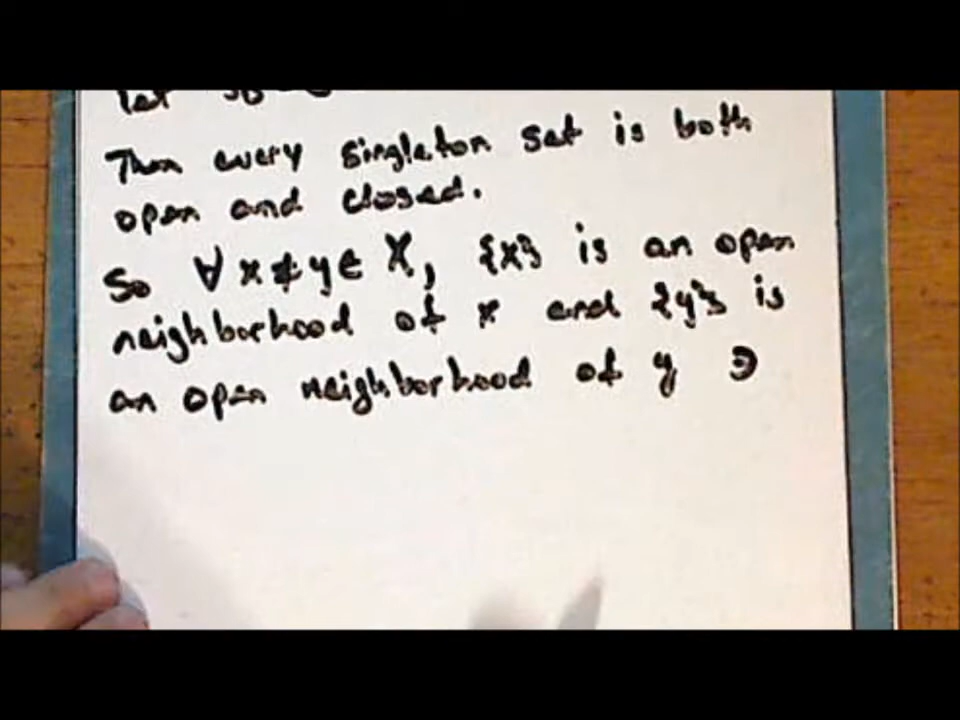 let
Then every singleton set is both
open and closed.
So ∀ x ≠ y ∈ X, {x} is an open
neighborhood of x and {y} is
an open neighborhood of y ∋